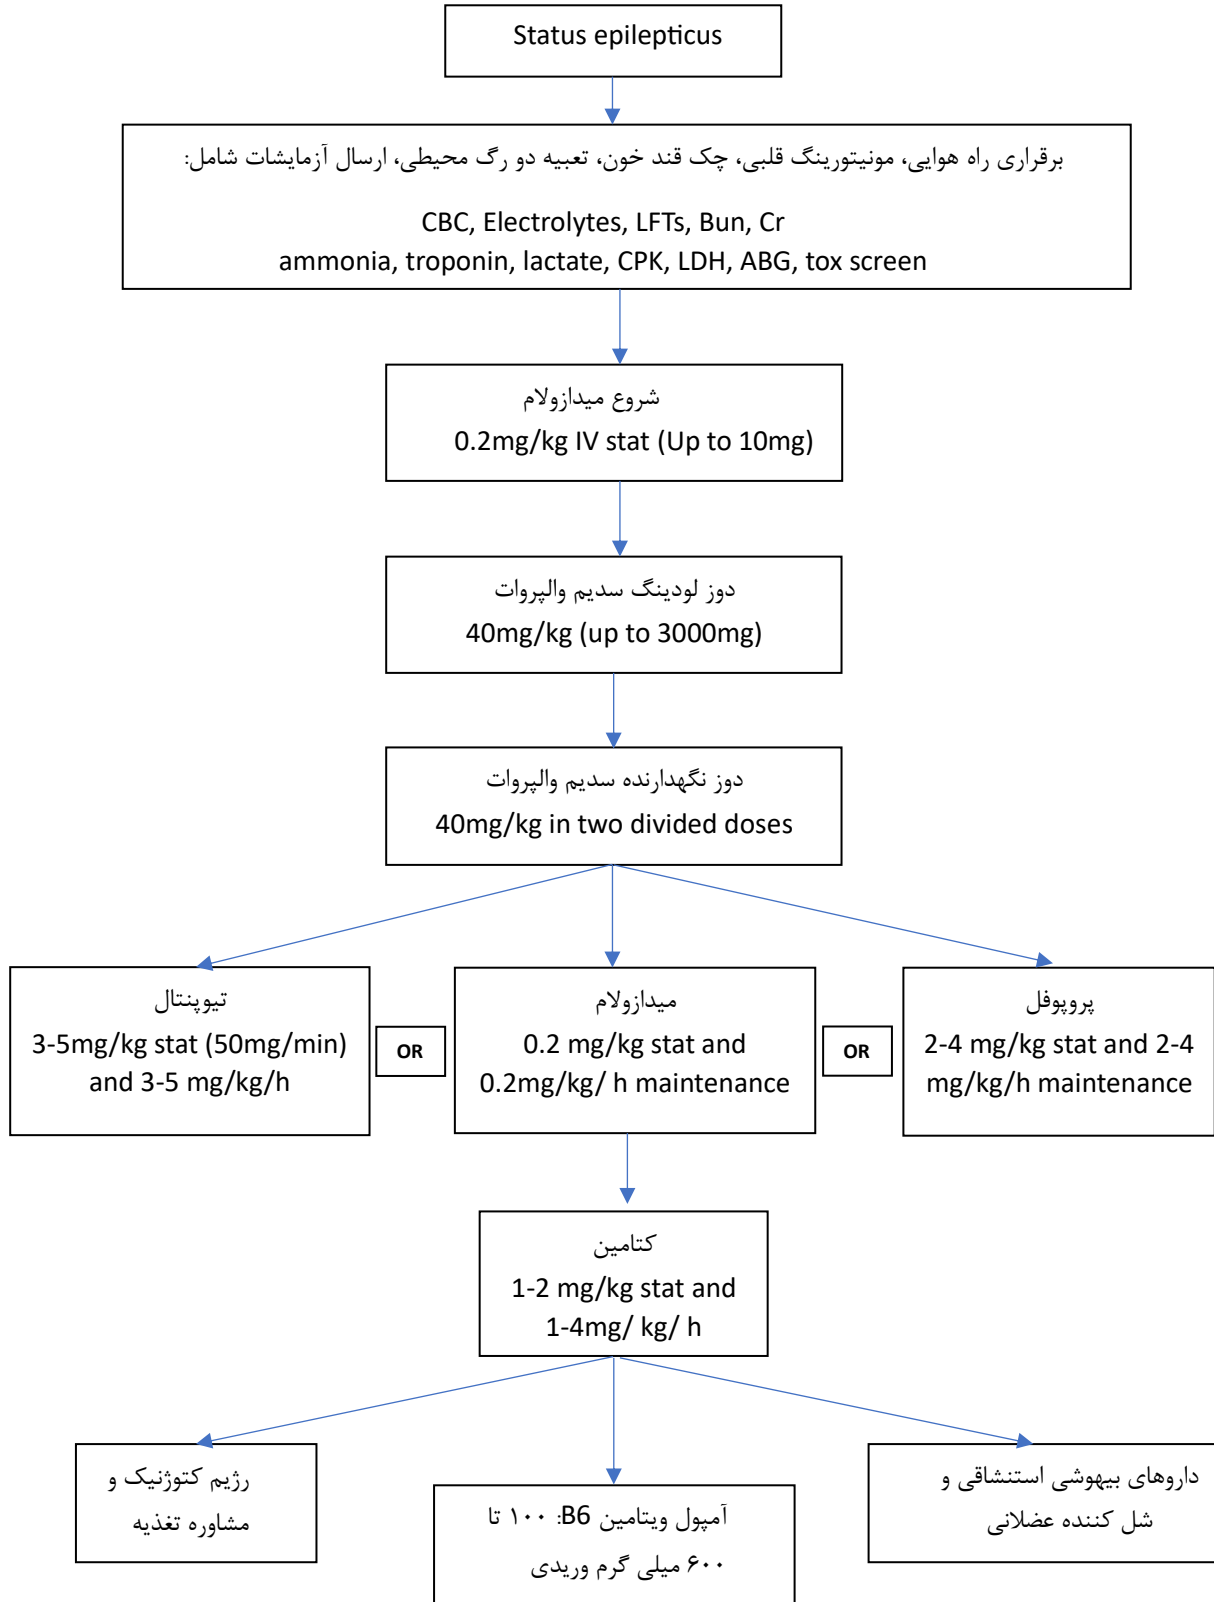 Status epilepticus
برقراری راه هوایی، مونیتورینگ قلبی، چک قند خون، تعبیه دو رگ محیطی، ارسال آزمایشات شامل:
CBC, Electrolytes, LFTs, Bun, Cr
ammonia, troponin, lactate, CPK, LDH, ABG, tox screen
شروع میدازولام
0.2mg/kg IV stat (Up to 10mg)
دوز لودینگ سدیم والپروات
40mg/kg (up to 3000mg)
دوز نگهدارنده سدیم والپروات
40mg/kg in two divided doses
تیوپنتال
3-5mg/kg stat (50mg/min)
and 3-5 mg/kg/h
OR
میدازولام
0.2 mg/kg stat and
0.2mg/kg/ h maintenance
OR
پروپوفل
2-4 mg/kg stat and 2-4
mg/kg/h maintenance
کتامین
1-2 mg/kg stat and
1-4mg/ kg/ h
رژیم کتوژنیک و
مشاوره تغذیه
آمپول ویتامین B6: ۱۰۰ تا
۶۰۰ میلی گرم وریدی
داروهای بیهوشی استنشاقی و
شل کننده عضلانی